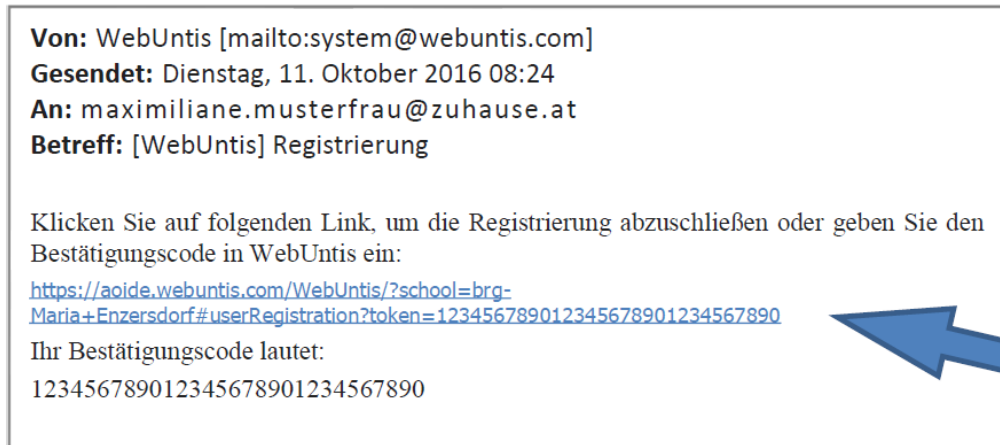 Von: WebUntis [mailto:system@webuntis.com]
Gesendet: Dienstag, 11. Oktober 2016 08:24
An: maximiliane.musterfrau@zuhause.at
Betreff: [WebUntis] Registrierung
Klicken Sie auf folgenden Link, um die Registrierung abzuschließen oder geben Sie den
Bestätigungscode in WebUntis ein:
https://aoide.webuntis.com/WebUntis/?school=brg-
Maria+Enzersdorf#userRegistration?token=123456789012345678901234567890
Ihr Bestätigungscode lautet:
123456789012345678901234567890